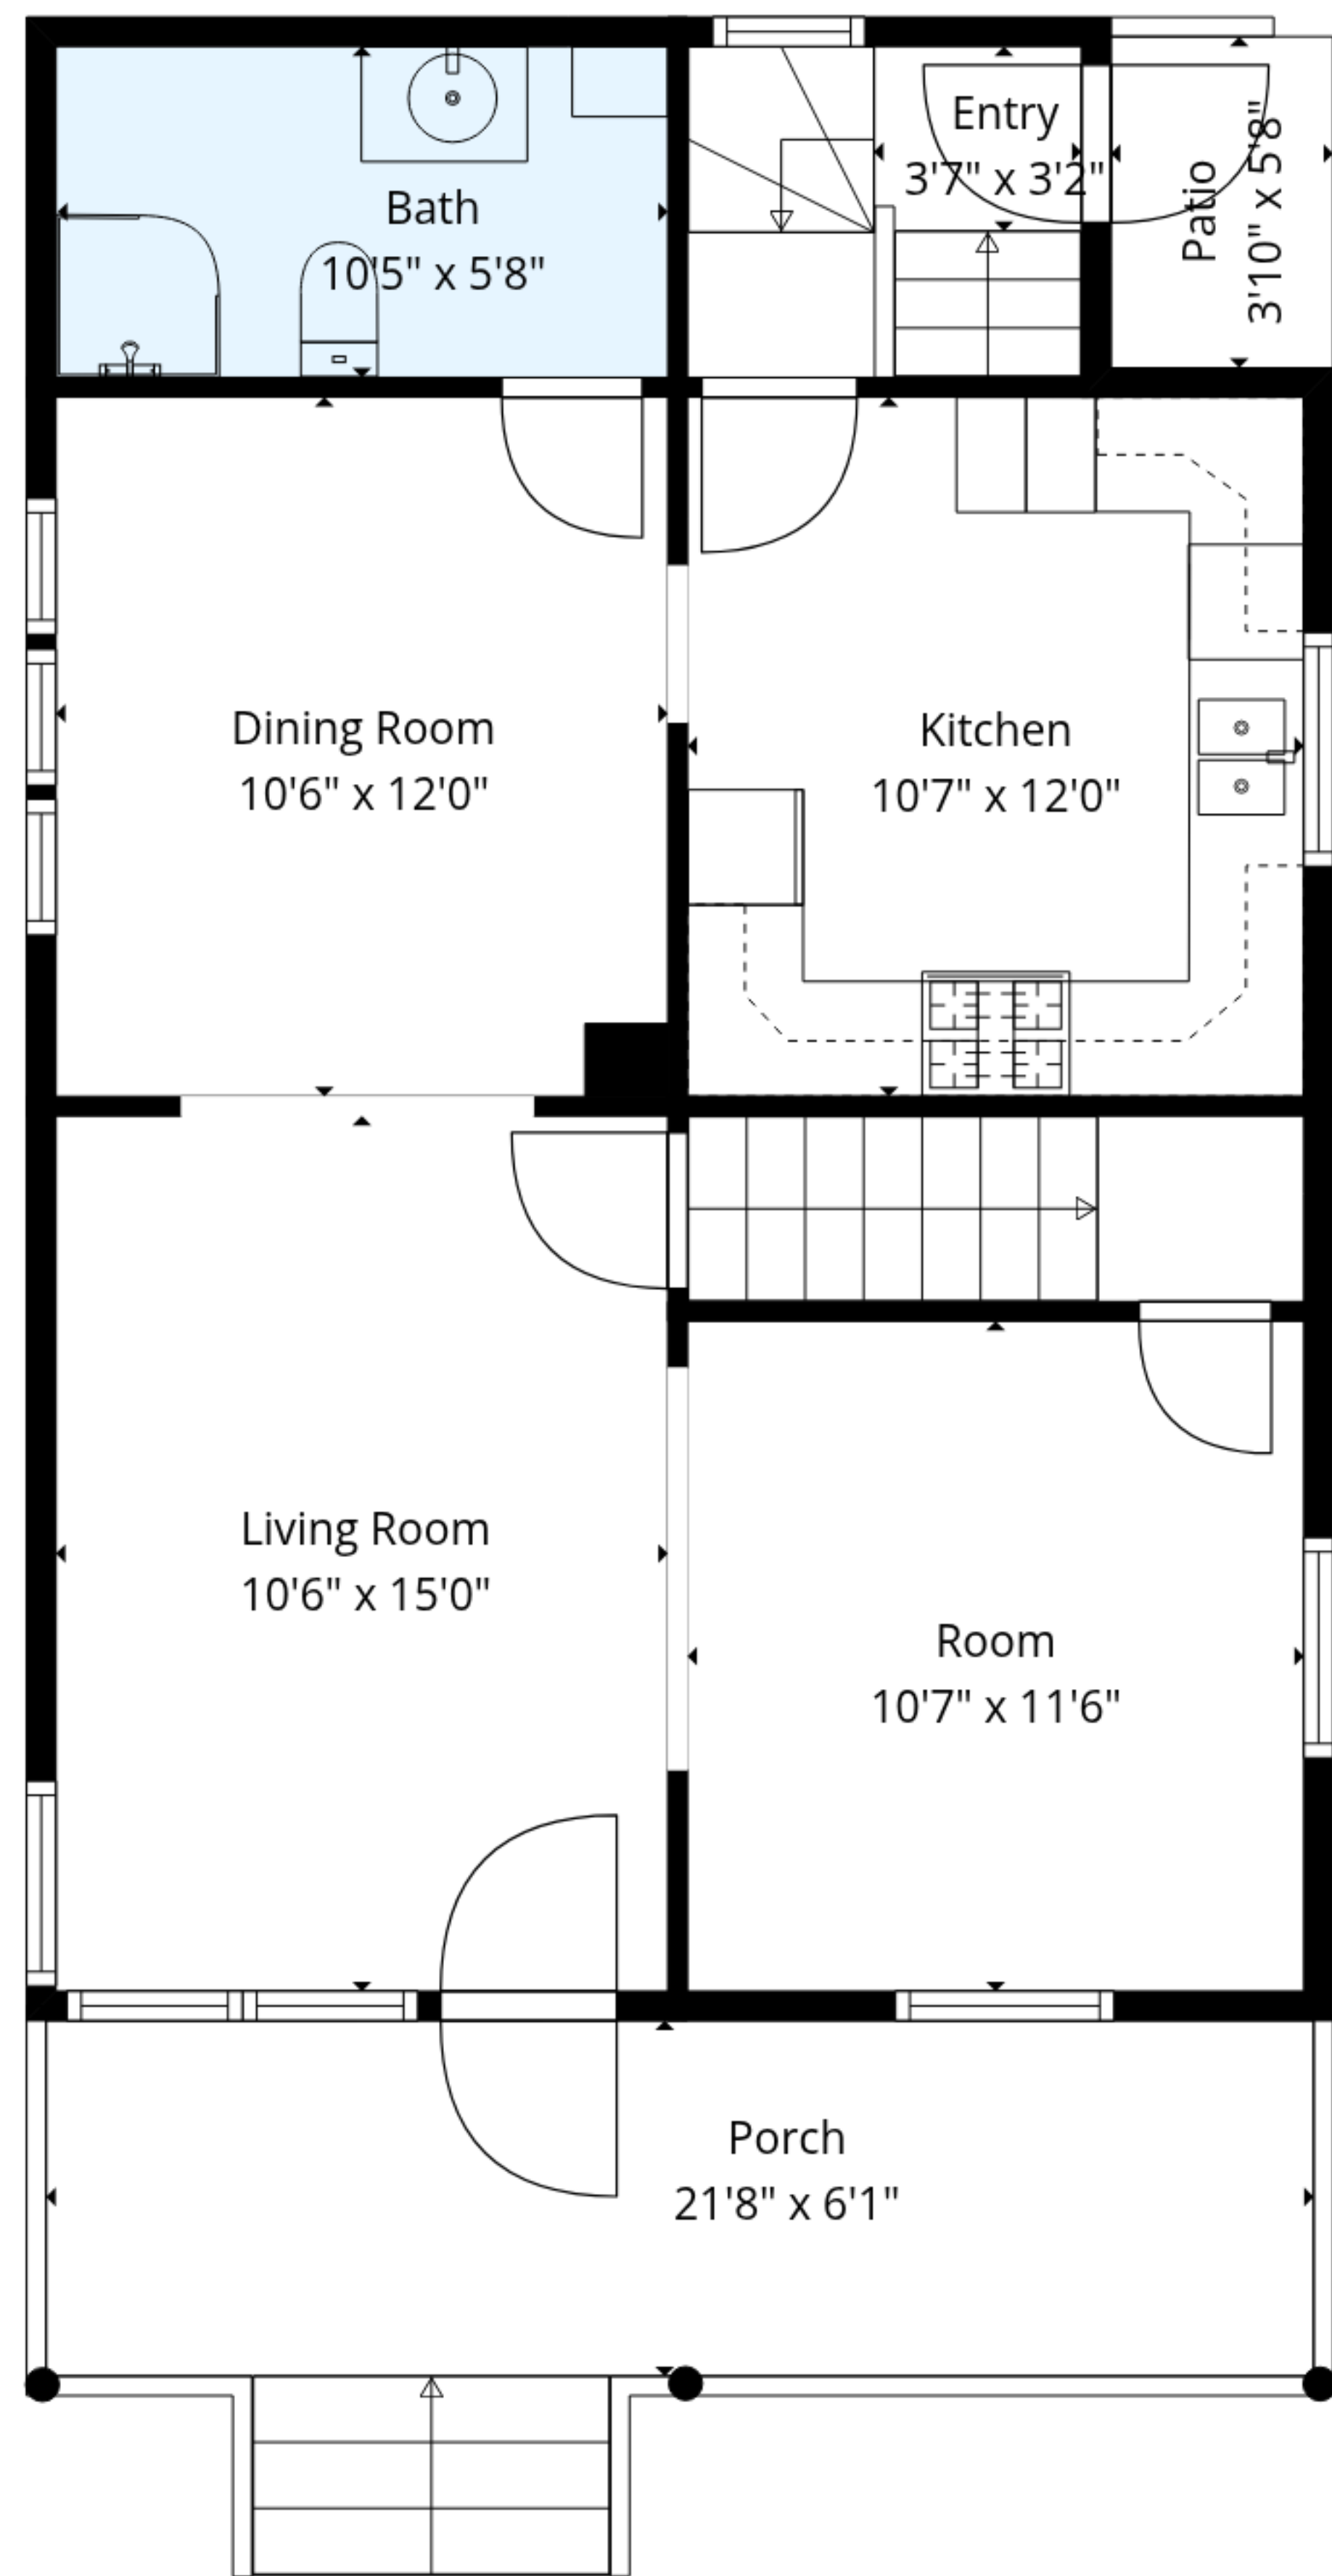 Entry
3'7" x 3'2"
Patio
3'10" x 5'8"
Bath
10'5" x 5'8"
Dining Room
10'6" x 12'0"
Kitchen
10'7" x 12'0"
Living Room
10'6" x 15'0"
Room
10'7" x 11'6"
Porch
21'8" x 6'1"